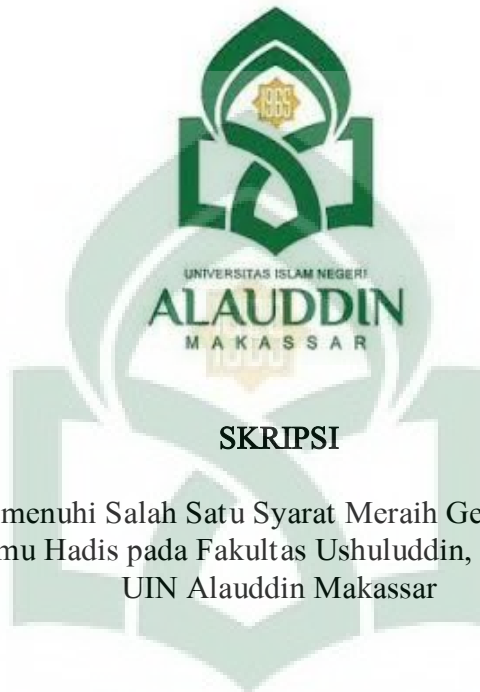 1965
UNIVERSITAS ISLAM NEGERI
ALAUDDIN
MAKASSAR
SKRIPSI
menuhi Salah Satu Syarat Meraih Ge
mu Hadis pada Fakultas Ushuluddin,
UIN Alauddin Makassar